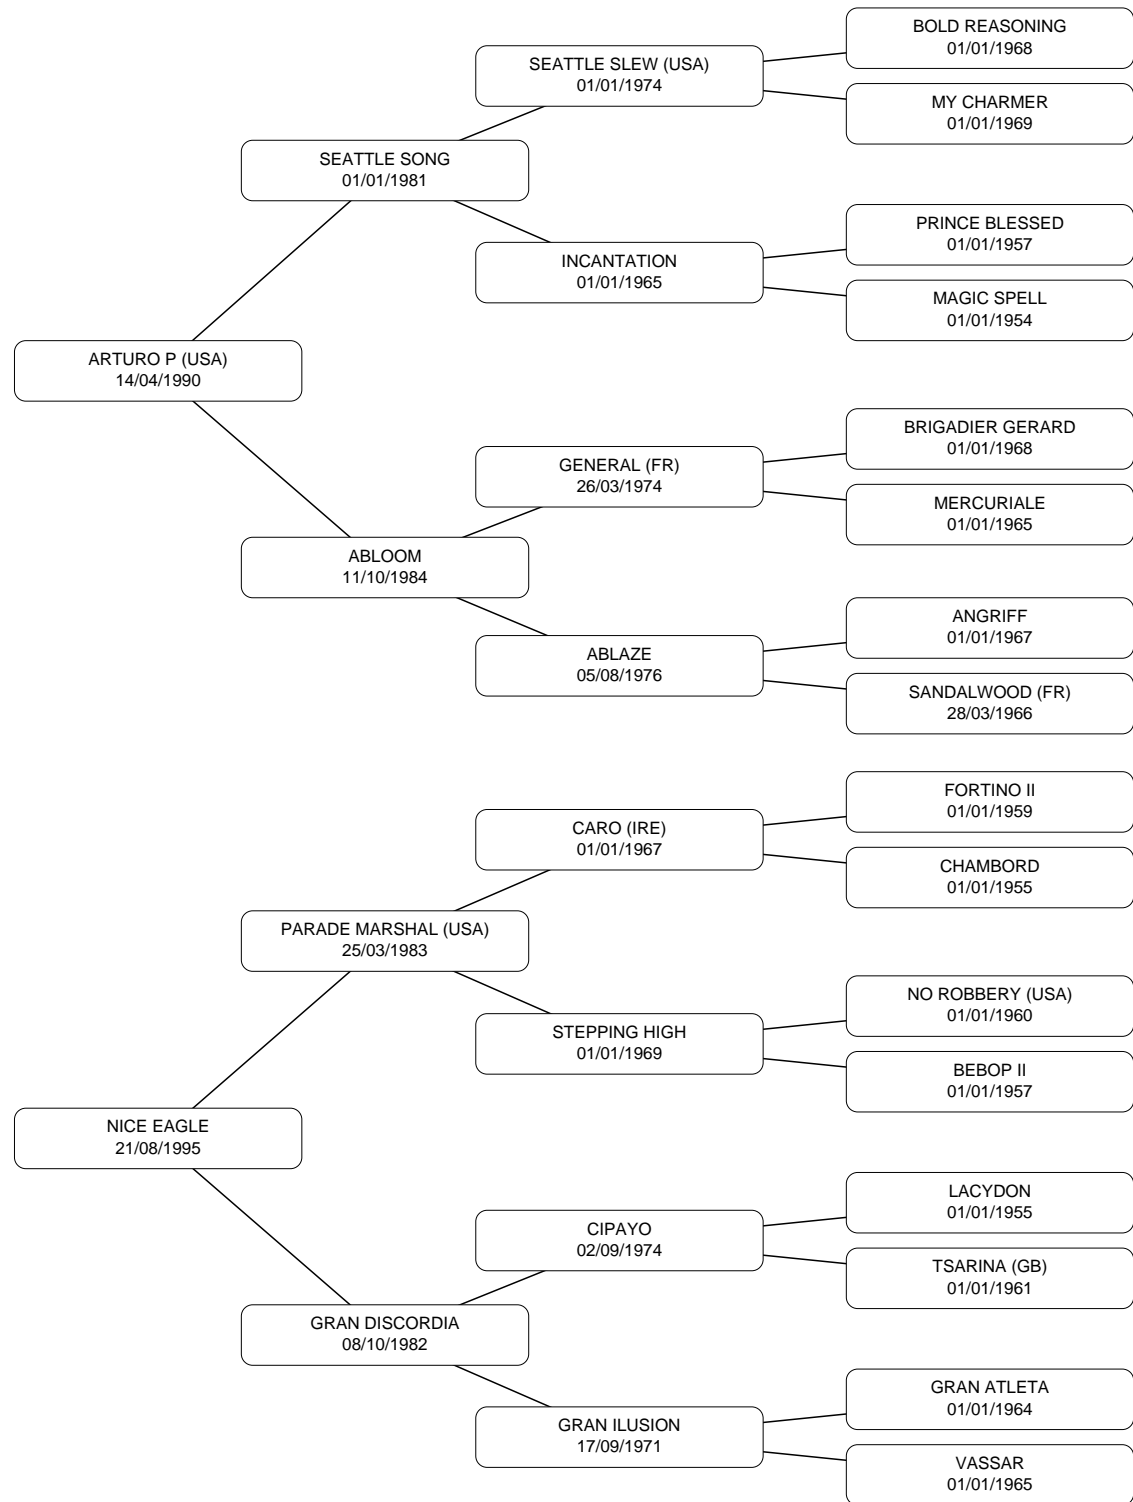 BOLD REASONING
01/01/1968
SEATTLE SLEW (USA)
01/01/1974
MY CHARMER
01/01/1969
SEATTLE SONG
01/01/1981
PRINCE BLESSED
01/01/1957
INCANTATION
01/01/1965
MAGIC SPELL
01/01/1954
ARTURO P (USA)
14/04/1990
BRIGADIER GERARD
01/01/1968
GENERAL (FR)
26/03/1974
MERCURIALE
01/01/1965
ABLOOM
11/10/1984
ANGRIFF
01/01/1967
ABLAZE
05/08/1976
SANDALWOOD (FR)
28/03/1966
FORTINO II
01/01/1959
CARO (IRE)
01/01/1967
CHAMBORD
01/01/1955
PARADE MARSHAL (USA)
25/03/1983
NO ROBBERY (USA)
01/01/1960
STEPPING HIGH
01/01/1969
BEBOP II
01/01/1957
NICE EAGLE
21/08/1995
LACYDON
01/01/1955
CIPAYO
02/09/1974
TSARINA (GB)
01/01/1961
GRAN DISCORDIA
08/10/1982
GRAN ATLETA
01/01/1964
GRAN ILUSION
17/09/1971
VASSAR
01/01/1965